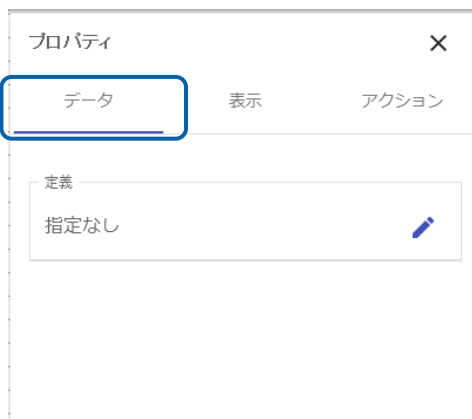 プロパティ
データ 表示 アクション
定義
指定なし